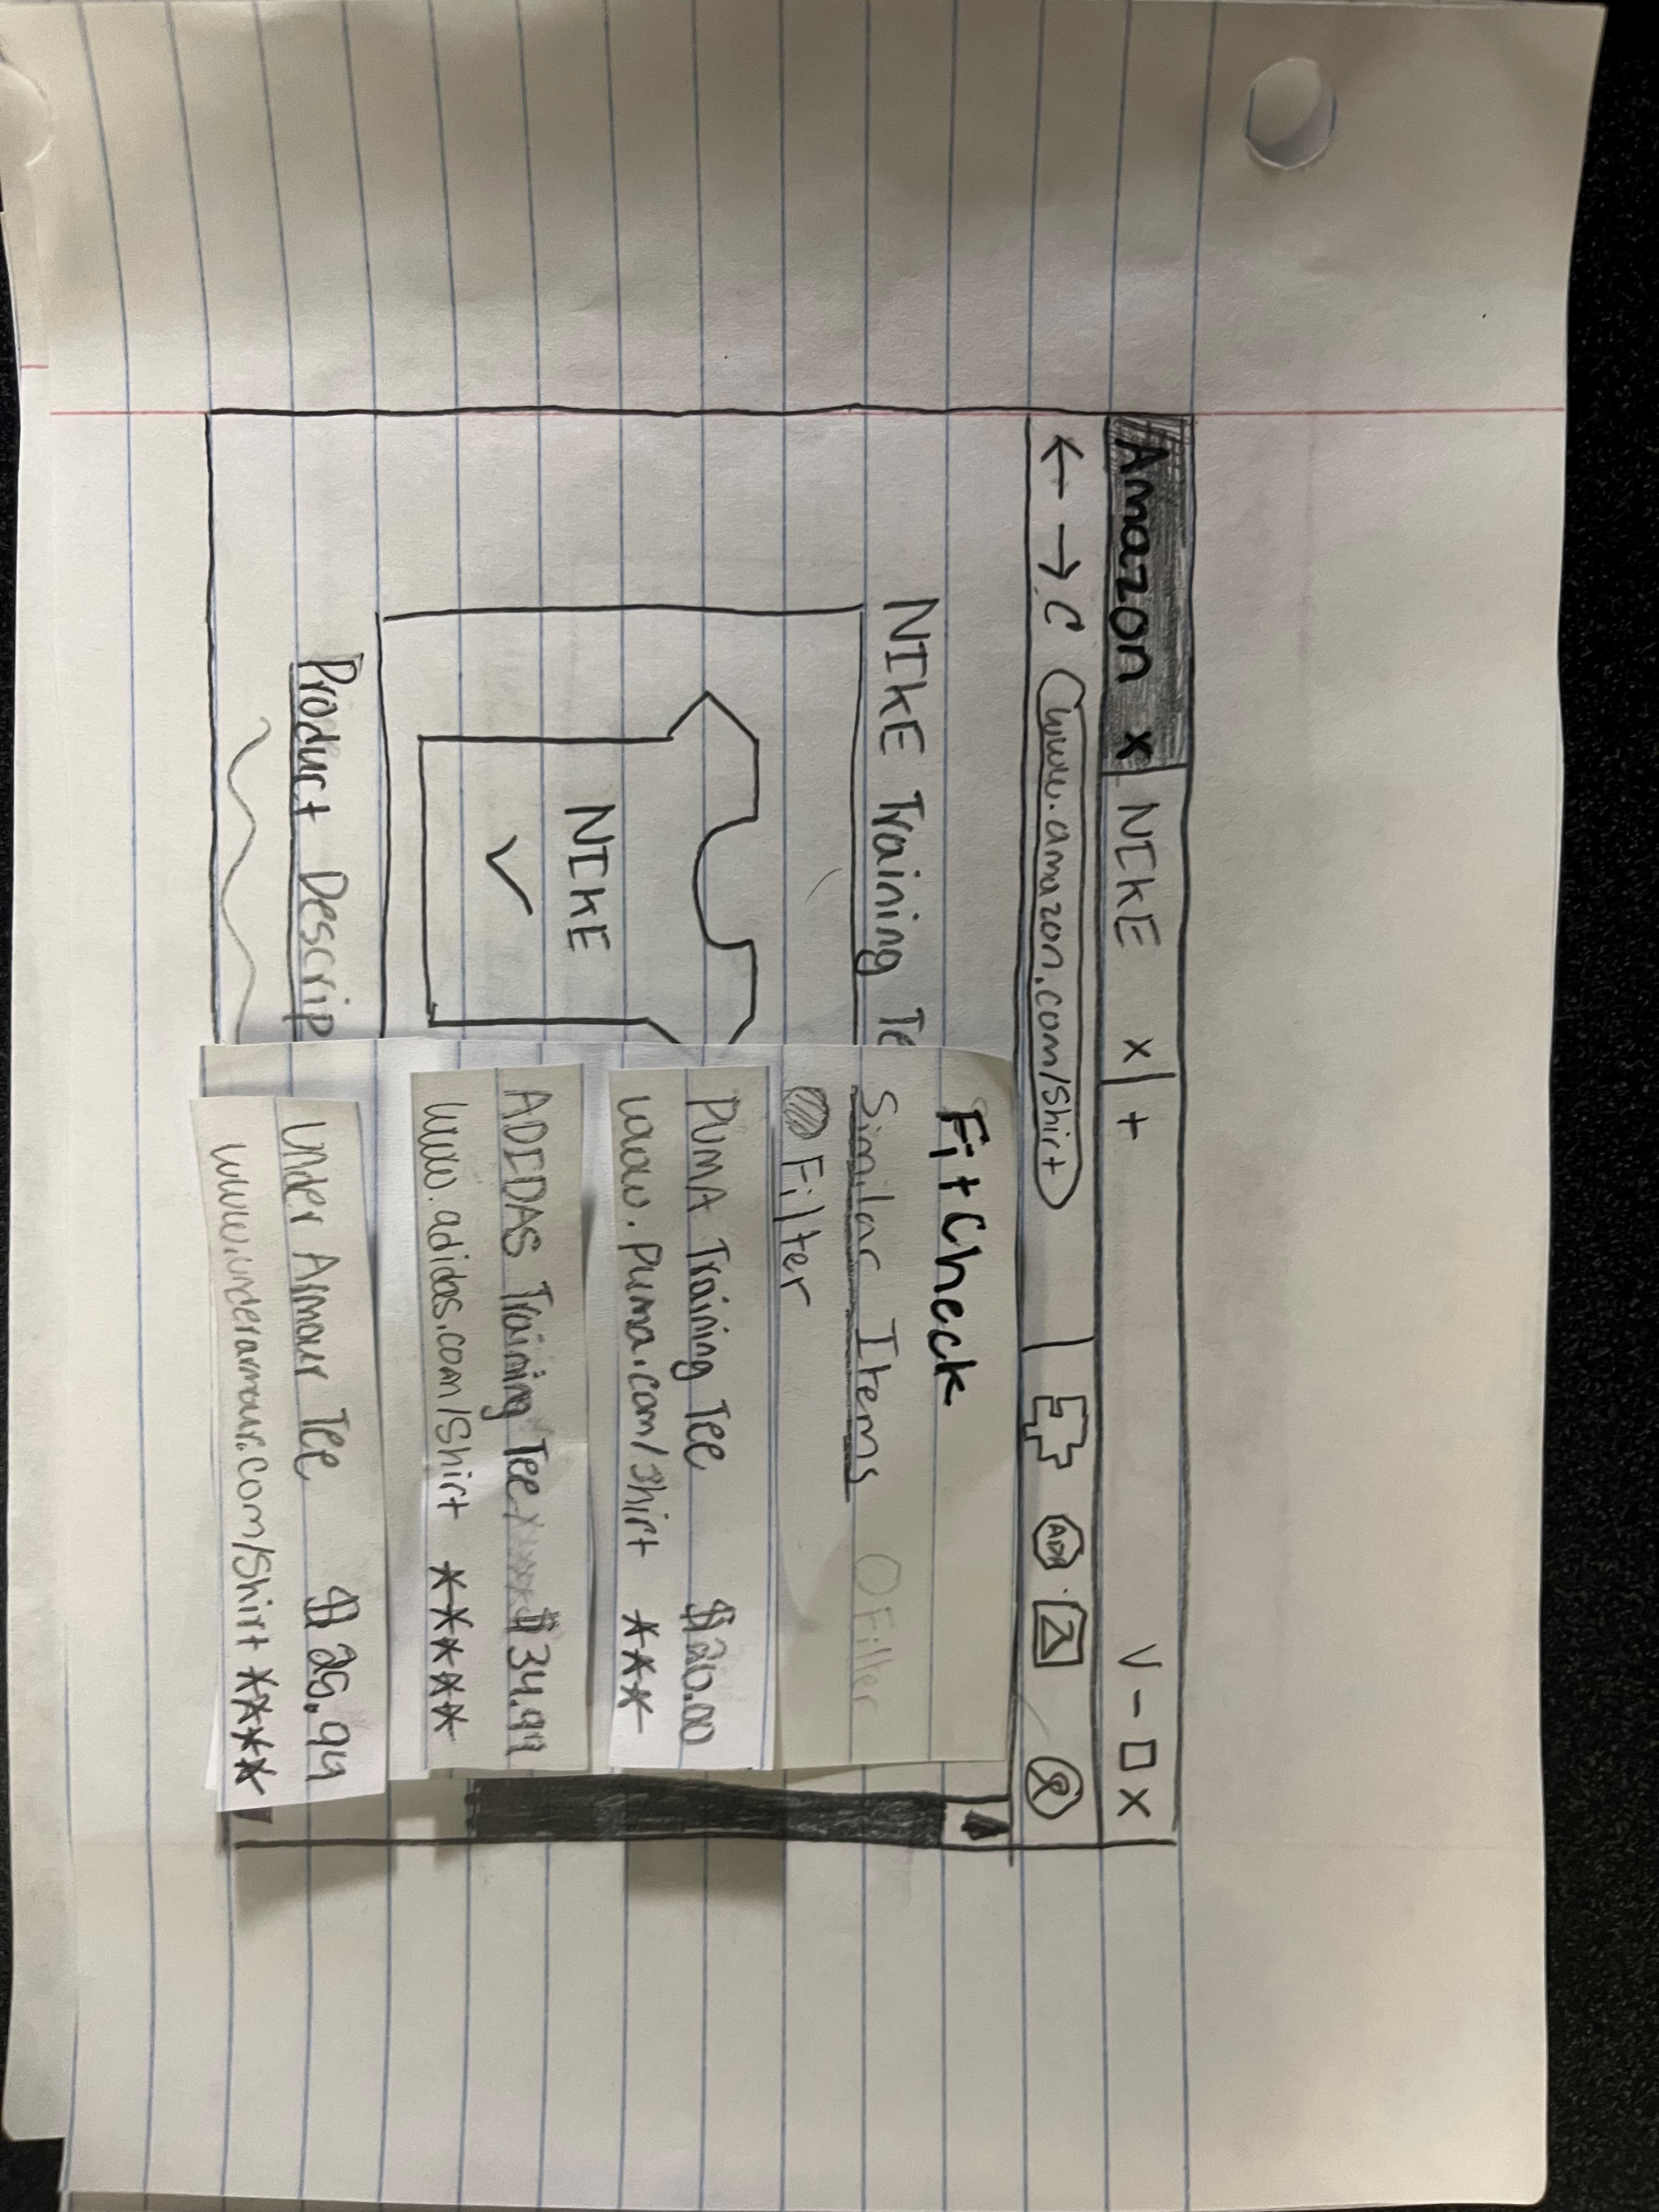 Amazon x NIKE x + V - □ x
← → C www.amazon.com/Shirt ADP
NIKE Training Te
NIKE
Product Descrip
FitCheck
Similar Items
Filter
PUMA Training Tee $20.00
www.puma.com/shirt ***
ADIDAS Training Tee $34.99
www.adidas.com/Shirt *****
Under Armour Tee $25.99
www.underarmour.com/Shirt ****